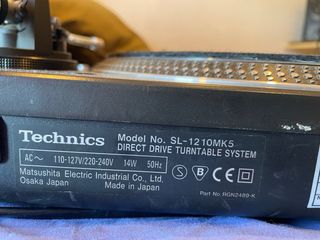 Technics Model No. SL-1210MK5
DIRECT DRIVE TURNTABLE SYSTEM
AC～ 110-127V/220-240V 14W 50Hz
Matsushita Electric Industrial Co., Ltd.
Osaka Japan Made in Japan
Part No. RGN2489-K